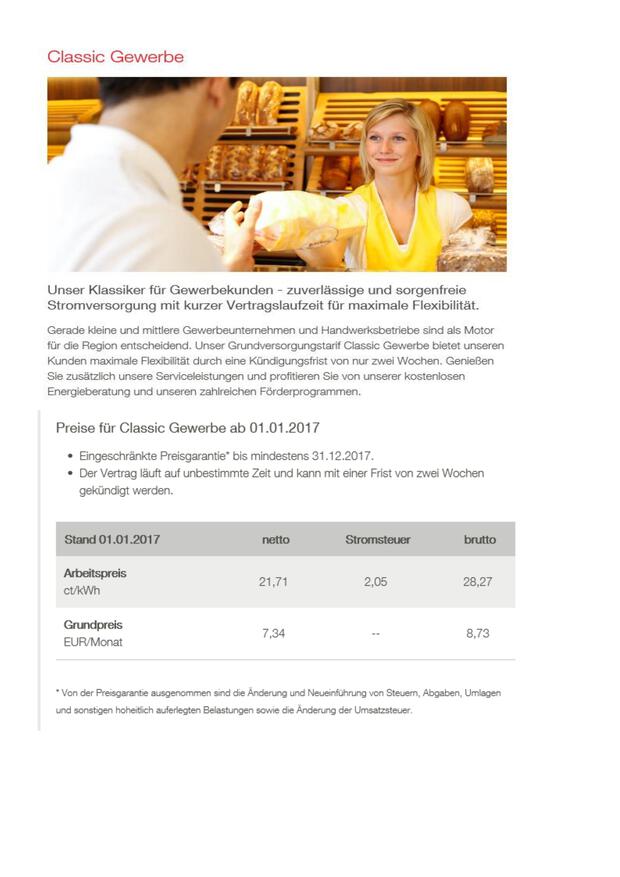 Classic Gewerbe
Unser Klassiker für Gewerbekunden - zuverlässige und sorgenfreie
Stromversorgung mit kurzer Vertragslaufzeit für maximale Flexibilität.
Gerade kleine und mittlere Gewerbeunternehmen und Handwerksbetriebe sind als Motor
für die Region entscheidend. Unser Grundversorgungstarif Classic Gewerbe bietet unseren
Kunden maximale Flexibilität durch eine Kündigungsfrist von nur zwei Wochen. Genießen
Sie zusätzlich unsere Serviceleistungen und profitieren Sie von unserer kostenlosen
Energieberatung und unseren zahlreichen Förderprogrammen.
Preise für Classic Gewerbe ab 01.01.2017
• Eingeschränkte Preisgarantie* bis mindestens 31.12.2017.
• Der Vertrag läuft auf unbestimmte Zeit und kann mit einer Frist von zwei Wochen
gekündigt werden.
Stand 01.01.2017 netto Stromsteuer brutto
Arbeitspreis
ct/kWh 21,71 2,05 28,27
Grundpreis
EUR/Monat 7,34 -- 8,73
* Von der Preisgarantie ausgenommen sind die Änderung und Neueinführung von Steuern, Abgaben, Umlagen
und sonstigen hoheitlich auferlegten Belastungen sowie die Änderung der Umsatzsteuer.